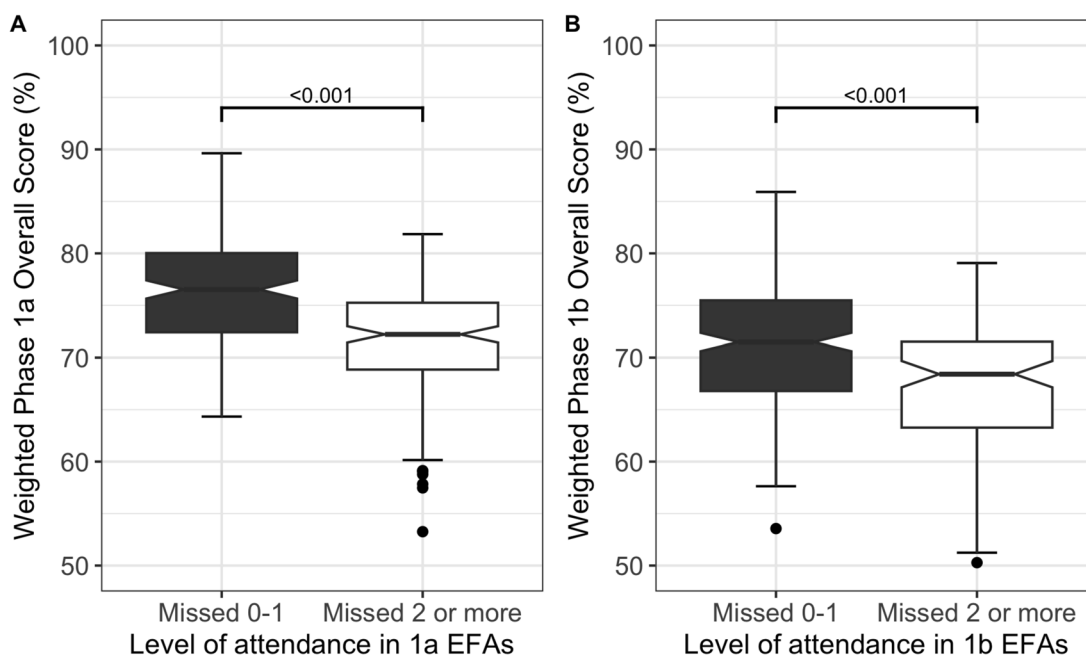 A
Weighted Phase 1a Overall Score (%)
100
90
80
70
60
50
<0.001
Missed 0-1
Missed 2 or more
Level of attendance in 1a EFAs
B
Weighted Phase 1b Overall Score (%)
100
90
80
70
60
50
<0.001
Missed 0-1
Missed 2 or more
Level of attendance in 1b EFAs